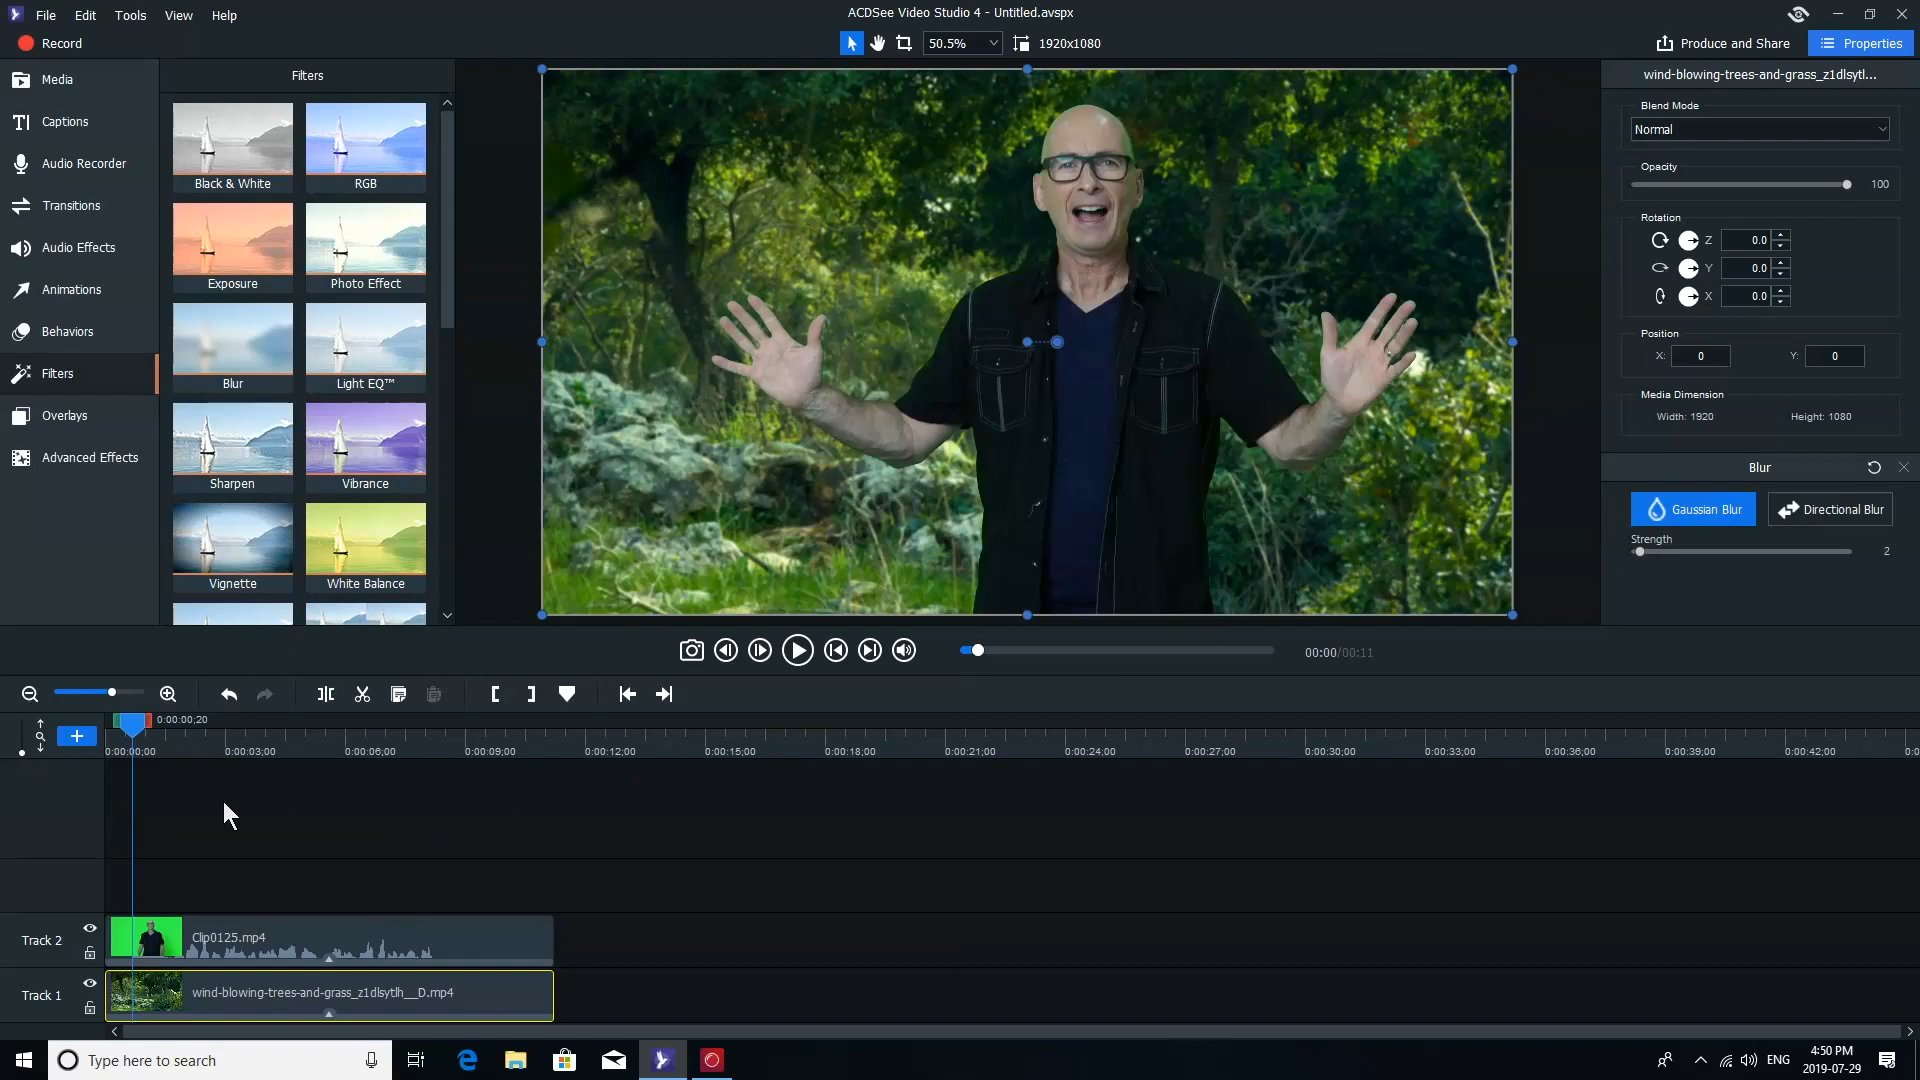 File Edit Tools View Help
ACDSee Video Studio 4 - Untitled.avspx
Record
50.5%
1920x1080
Produce and Share
Properties
Media
Captions
Audio Recorder
Transitions
Audio Effects
Animations
Behaviors
Filters
Overlays
Advanced Effects
Filters
Black & White
RGB
Exposure
Photo Effect
Blur
Light EQ™
Sharpen
Vibrance
Vignette
White Balance
wind-blowing-trees-and-grass_z1dlsytl...
Blend Mode
Normal
Opacity
100
Rotation
Z 0.0
Y 0.0
X 0.0
Position
X: 0 Y: 0
Media Dimension
Width: 1920 Height: 1080
Blur
Gaussian Blur
Directional Blur
Strength
2
00:00/00:11
0:00:00;20
0:00:00;00 0:00:03;00 0:00:06;00 0:00:09;00 0:00:12;00 0:00:15;00 0:00:18;00 0:00:21;00 0:00:24;00 0:00:27;00 0:00:30;00 0:00:33;00 0:00:36;00 0:00:39;00 0:00:42;00 0:0
Track 2
Clip0125.mp4
Track 1
wind-blowing-trees-and-grass_z1dlsytlh__D.mp4
Type here to search
ENG
4:50 PM
2019-07-29